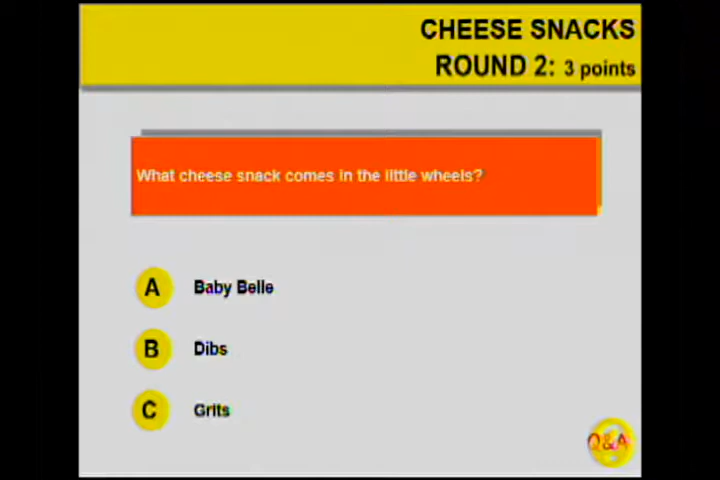 CHEESE SNACKS
ROUND 2: 3 points
What cheese snack comes in the little wheels?
A Baby Belle
B Dibs
C Grits
Q&A